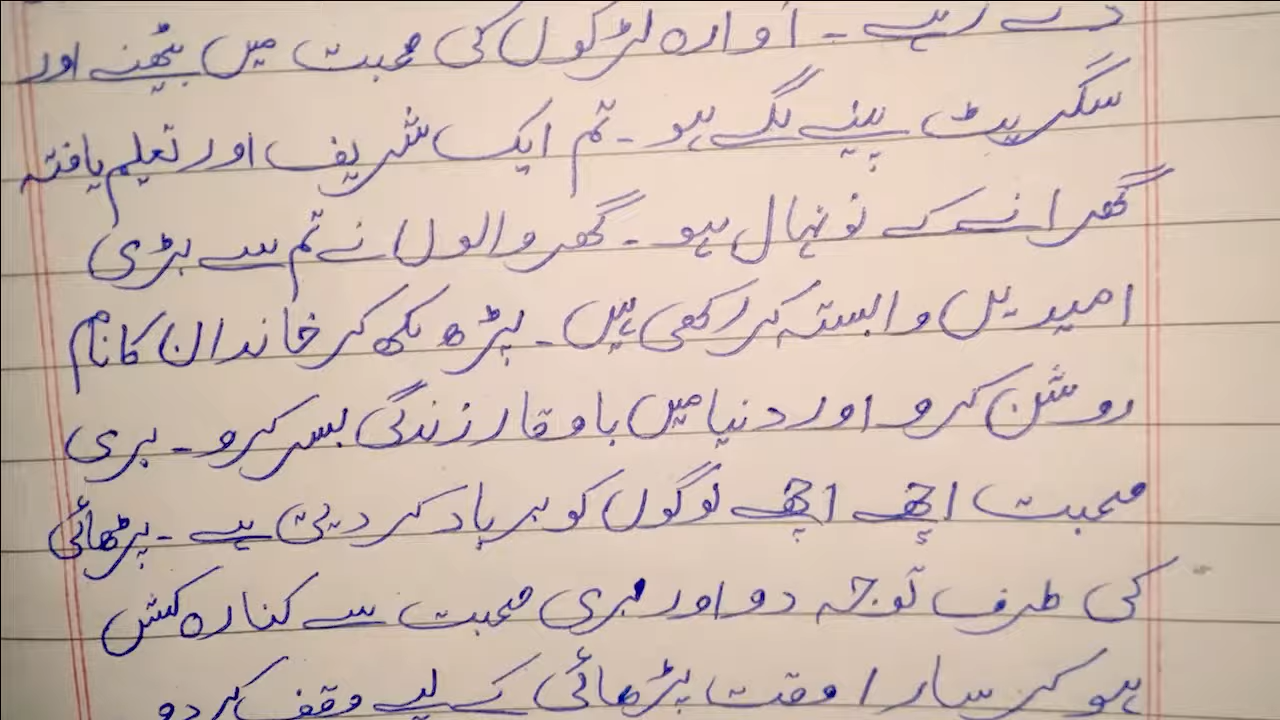 دے رہے ۔ آوارہ لڑکوں کی صحبت میں بیٹھنے اور
سگریٹ پینے لگے ہو ۔ تم ایک شریف اور تعلیم یافتہ
گھرانے کے نونہال ہو ۔ گھر والوں نے تم سے بڑی
امیدیں وابستہ کر رکھی ہیں ۔ پڑھ لکھ کر خاندان کا نام
روشن کرو اور دنیا میں باوقار زندگی بسر کرو ۔ بری
صحبت اچھے اچھے لوگوں کو برباد کر دیتی ہے ۔ پڑھائی
کی طرف توجہ دو اور بری صحبت سے کنارہ کش
ہو کر سارا وقت پڑھائی کے لیے وقف کر دو